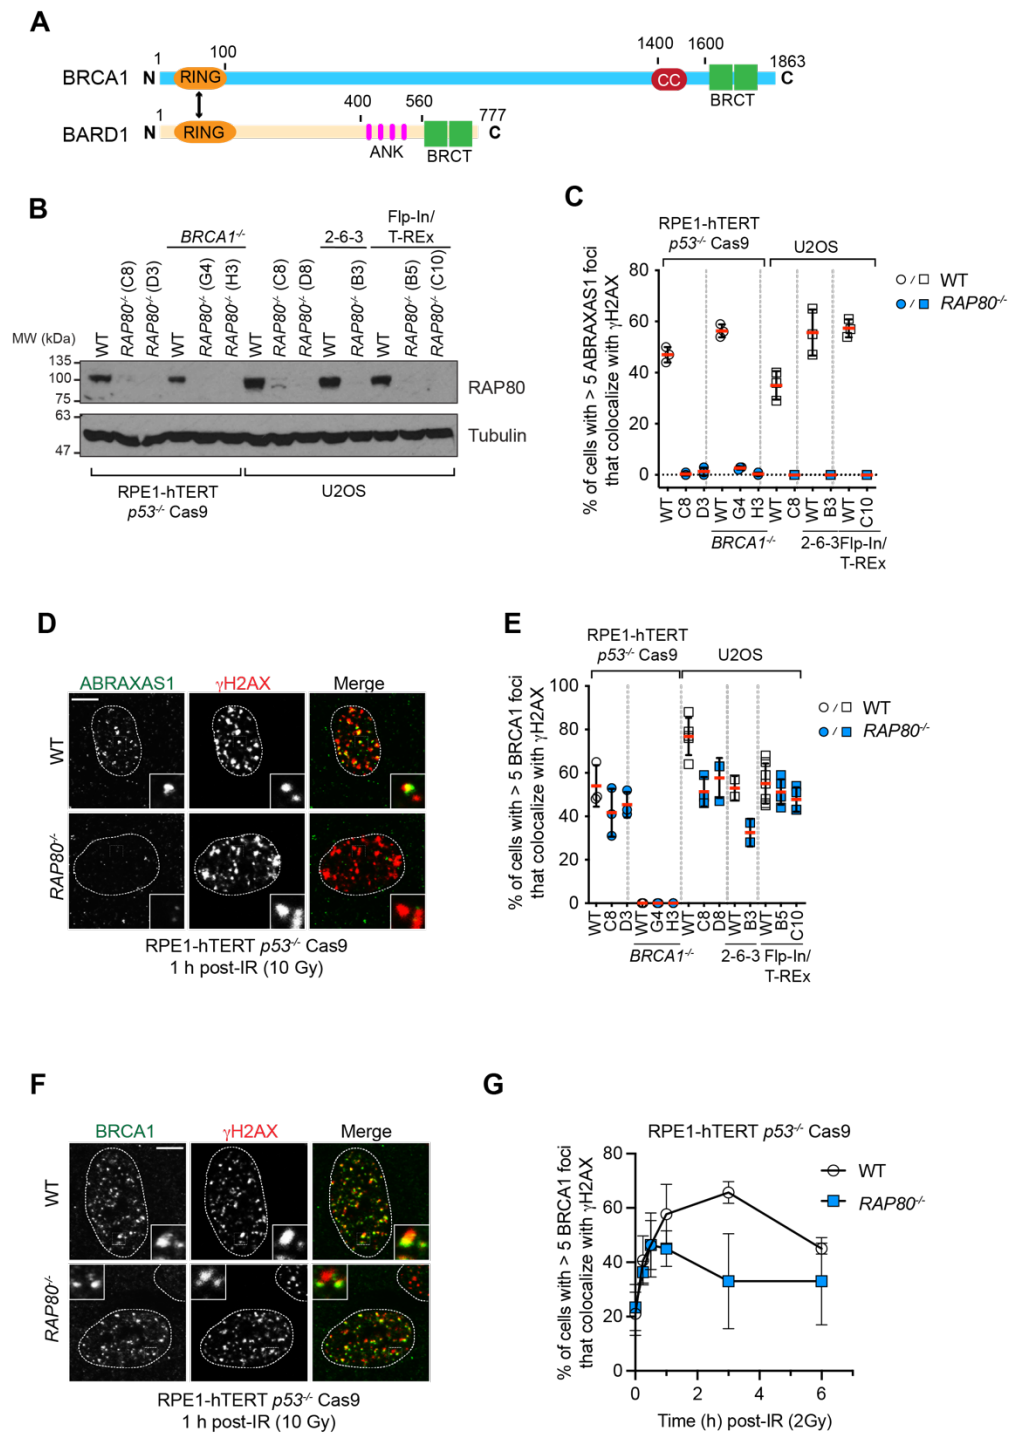 A
1
100
1400
1600
1863
BRCA1
N
RING
CC
C
BRCT
1
400
560
777
BARD1
N
RING
C
ANK
BRCT
B
Flp-In/
BRCA1-/-
2-6-3
T-REx
MW (kDa)
WT
RAP80-/- (C8)
RAP80-/- (D3)
WT
RAP80-/- (G4)
RAP80-/- (H3)
WT
RAP80-/- (C8)
RAP80-/- (D8)
WT
RAP80-/- (B3)
WT
RAP80-/- (B5)
RAP80-/- (C10)
135
100
75
RAP80
63
47
Tubulin
RPE1-hTERT
p53-/- Cas9
U2OS
C
RPE1-hTERT
p53-/- Cas9
U2OS
% of cells with > 5 ABRAXAS1 foci
that colocalize with γH2AX
80
60
40
20
0
○/□ WT
RAP80-/-
WT
C8
D3
WT
G4
H3
WT
C8
WT
B3
WT
C10
BRCA1-/-
2-6-3
Flp-In/
T-REx
D
ABRAXAS1
γH2AX
Merge
WT
RAP80-/-
RPE1-hTERT p53-/- Cas9
1 h post-IR (10 Gy)
E
RPE1-hTERT
p53-/- Cas9
U2OS
% of cells with > 5 BRCA1 foci
that colocalize with γH2AX
100
80
60
40
20
0
○/□ WT
RAP80-/-
WT
C8
D3
WT
G4
H3
WT
C8
D8
WT
B3
WT
B5
C10
BRCA1-/-
2-6-3
Flp-In/
T-REx
F
BRCA1
γH2AX
Merge
WT
RAP80-/-
RPE1-hTERT p53-/- Cas9
1 h post-IR (10 Gy)
G
RPE1-hTERT p53-/- Cas9
% of cells with > 5 BRCA1 foci
that colocalize with γH2AX
80
60
40
20
0
WT
RAP80-/-
0
2
4
6
Time (h) post-IR (2Gy)